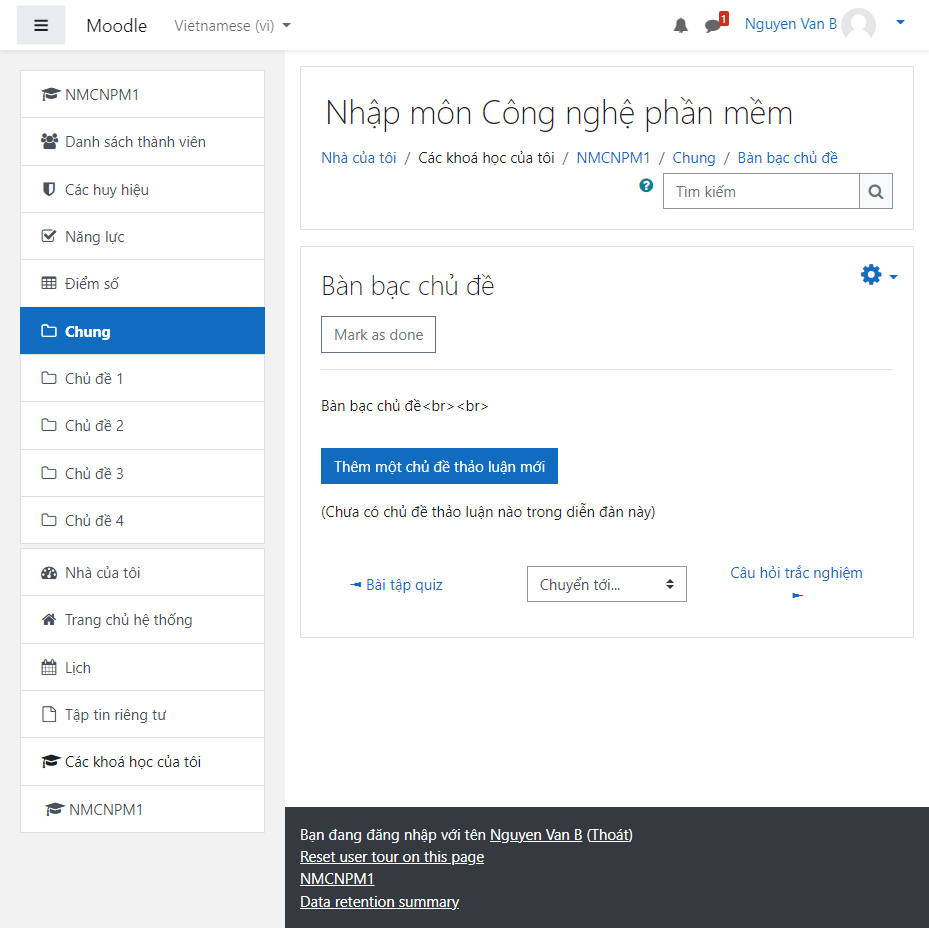 Moodle Vietnamese (vi) 1 Nguyen Van B
NMCNPM1
Danh sách thành viên
Các huy hiệu
Năng lực
Điểm số
Chung
Chủ đề 1
Chủ đề 2
Chủ đề 3
Chủ đề 4
Nhà của tôi
Trang chủ hệ thống
Lịch
Tập tin riêng tư
Các khoá học của tôi
NMCNPM1
Nhập môn Công nghệ phần mềm
Nhà của tôi / Các khoá học của tôi / NMCNPM1 / Chung / Bàn bạc chủ đề
Tìm kiếm
Bàn bạc chủ đề
Mark as done
Bàn bạc chủ đề<br><br>
Thêm một chủ đề thảo luận mới
(Chưa có chủ đề thảo luận nào trong diễn đàn này)
◄ Bài tập quiz
Chuyển tới...
Câu hỏi trắc nghiệm
►
Bạn đang đăng nhập với tên Nguyen Van B (Thoát)
Reset user tour on this page
NMCNPM1
Data retention summary